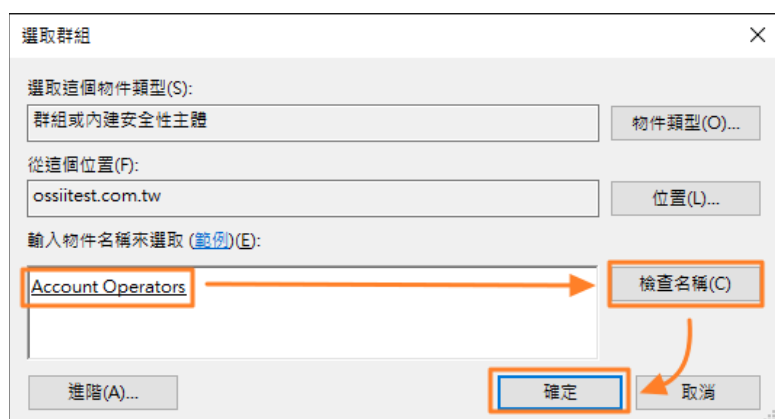 選取群組
選取這個物件類型(S):
群組或內建安全性主體
物件類型(O)...
從這個位置(F):
ossiitest.com.tw
位置(L)...
輸入物件名稱來選取 (範例)(E):
Account Operators
檢查名稱(C)
進階(A)...
確定
取消